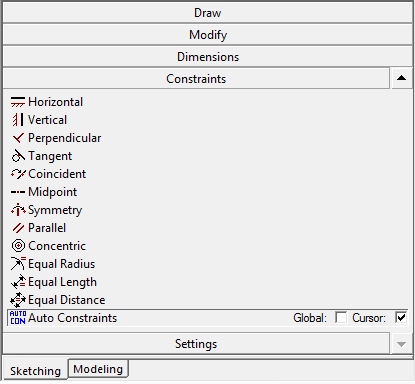 Draw
Modify
Dimensions
Constraints
Horizontal
Vertical
Perpendicular
Tangent
Coincident
Midpoint
Symmetry
Parallel
Concentric
Equal Radius
Equal Length
Equal Distance
AUTO CON Auto Constraints Global: Cursor:
Settings
Sketching Modeling